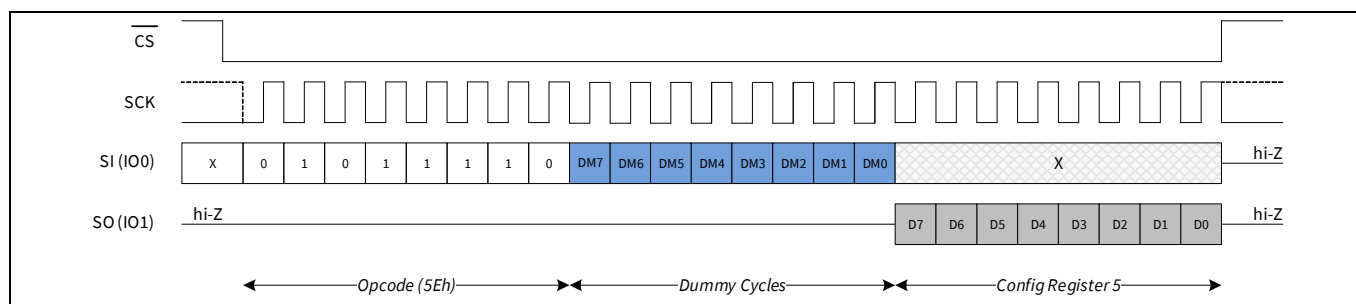 CS
SCK
SI (IO0) X 0 1 0 1 1 1 1 0 DM7 DM6 DM5 DM4 DM3 DM2 DM1 DM0 X hi-Z
SO (IO1) hi-Z D7 D6 D5 D4 D3 D2 D1 D0 hi-Z
Opcode (5Eh) Dummy Cycles Config Register 5